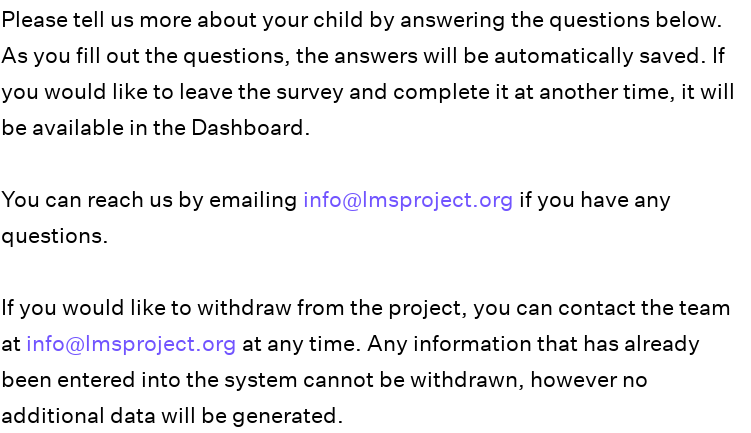 Please tell us more about your child by answering the questions below.
As you fill out the questions, the answers will be automatically saved. If
you would like to leave the survey and complete it at another time, it will
be available in the Dashboard.
You can reach us by emailing info@lmsproject.org if you have any
questions.
If you would like to withdraw from the project, you can contact the team
at info@lmsproject.org at any time. Any information that has already
been entered into the system cannot be withdrawn, however no
additional data will be generated.